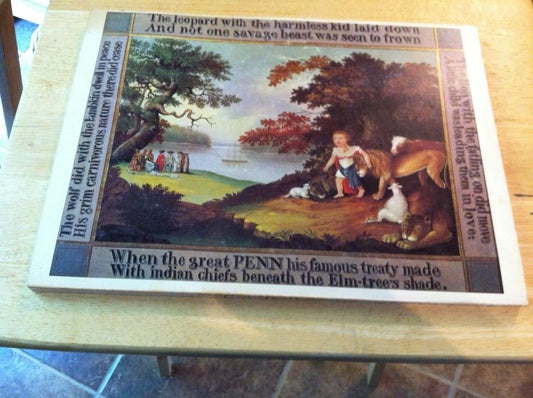 The wolf did with the lambkin dwell in peace
His grim carnivorous nature there did cease
The leopard with the harmless kid laid down
And not one savage beast was seen to frown
The lion with the fatling on did move
A little child was leading them in love;
When the great PENN his famous treaty made
With indian chiefs beneath the Elm-tree's shade.